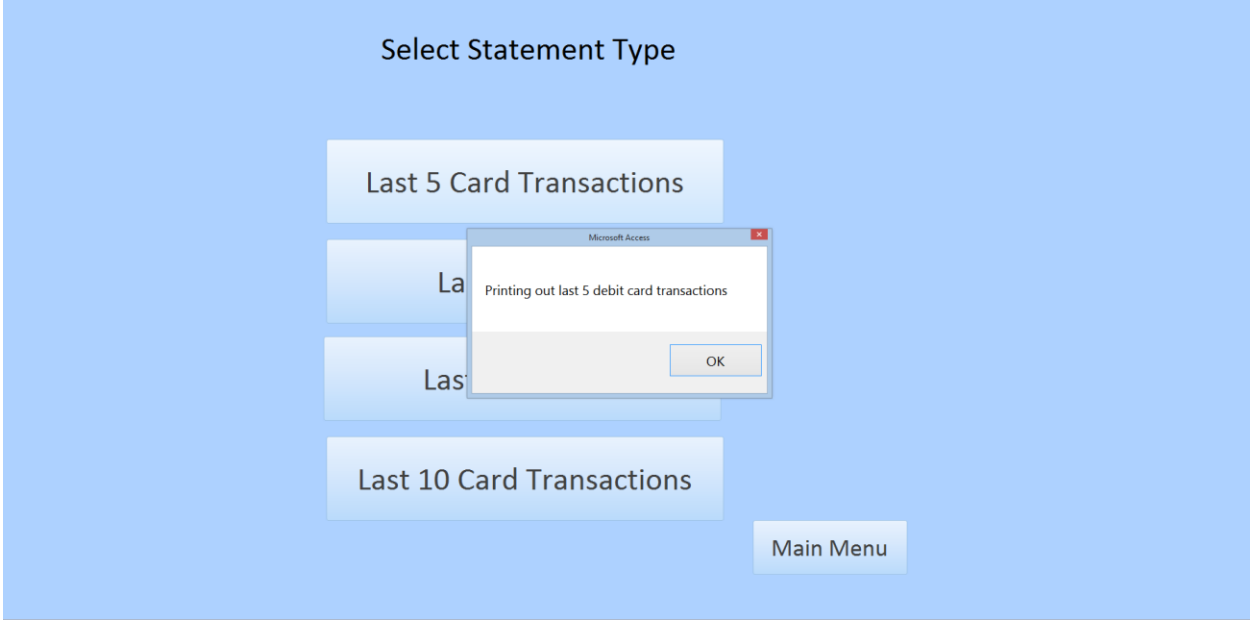 Select Statement Type
Last 5 Card Transactions
Microsoft Access
La
Printing out last 5 debit card transactions
OK
Las
Last 10 Card Transactions
Main Menu